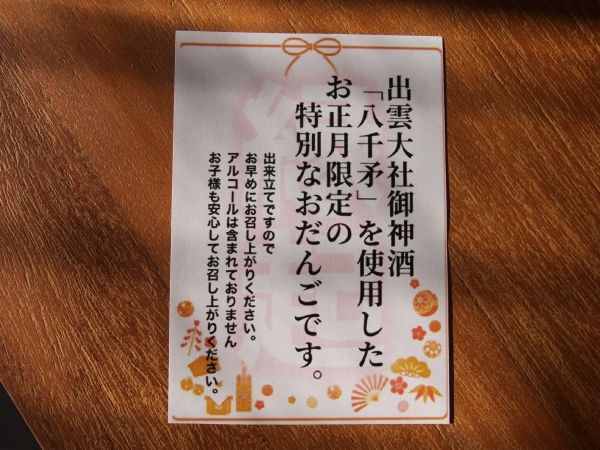 出雲大社御神酒
「八千矛」を使用した
お正月限定の
特別なおだんごです。
出来立てですので
お早めにお召し上がりください。
アルコールは含まれておりません
お子様も安心してお召し上がりください。